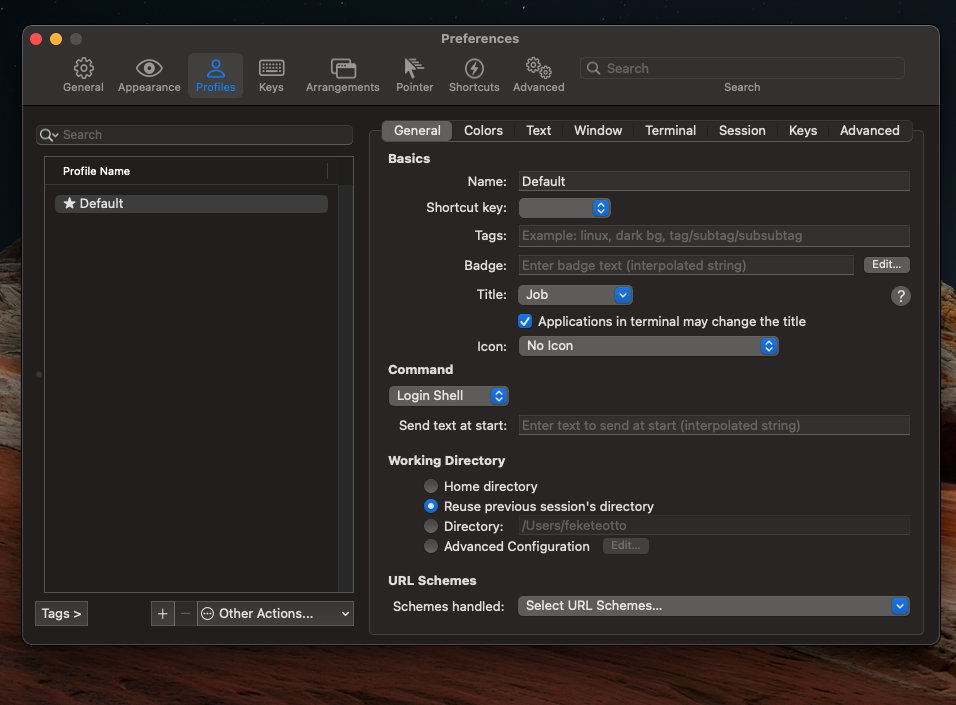 Preferences
General Appearance Profiles Keys Arrangements Pointer Shortcuts Advanced Search
Search
Search
Profile Name
Default
Tags >
+ − Other Actions...
General Colors Text Window Terminal Session Keys Advanced
Basics
Name: Default
Shortcut key:
Tags: Example: linux, dark bg, tag/subtag/subsubtag
Badge: Enter badge text (interpolated string) Edit...
Title: Job ?
Applications in terminal may change the title
Icon: No Icon
Command
Login Shell
Send text at start: Enter text to send at start (interpolated string)
Working Directory
Home directory
Reuse previous session's directory
Directory: /Users/feketeotto
Advanced Configuration Edit...
URL Schemes
Schemes handled: Select URL Schemes...